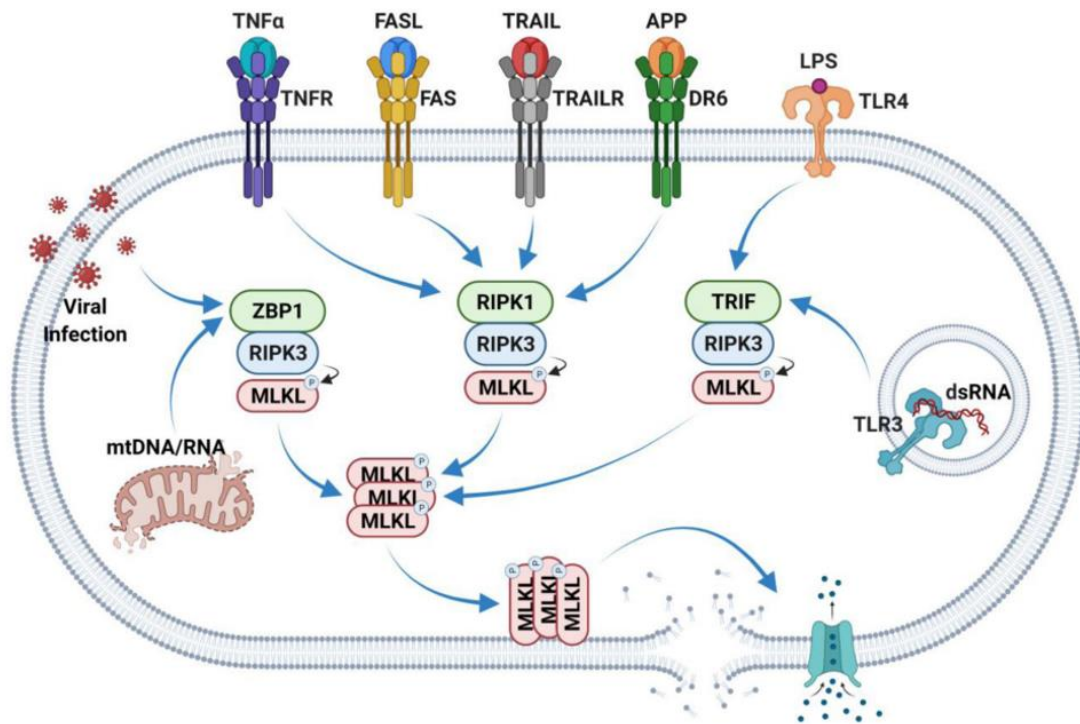 TNFα
FASL
TRAIL
APP
LPS
TNFR
FAS
TRAILR
DR6
TLR4
Viral
Infection
ZBP1
RIPK3
P
MLKL
RIPK1
RIPK3
P
MLKL
TRIF
RIPK3
P
MLKL
dsRNA
TLR3
mtDNA/RNA
P
MLKL
P
MLKL
P
MLKL
P
P
P
MLKL
MLKL
MLKL